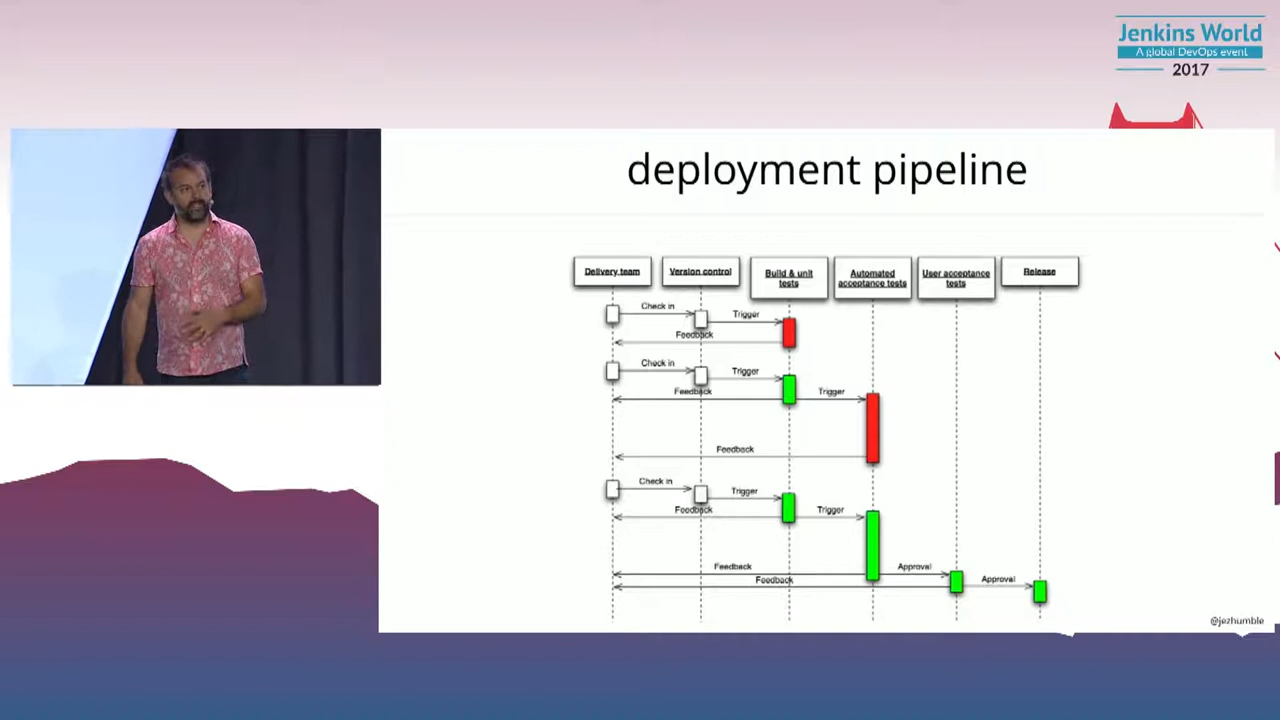 Jenkins World
A global DevOps event
2017
deployment pipeline
Delivery team
Version control
Build & unit
tests
Automated
acceptance tests
User acceptance
tests
Release
Check in
Trigger
Feedback
Check in
Trigger
Feedback
Trigger
Feedback
Check in
Trigger
Feedback
Trigger
Feedback
Approval
Feedback
Approval
@jezhumble